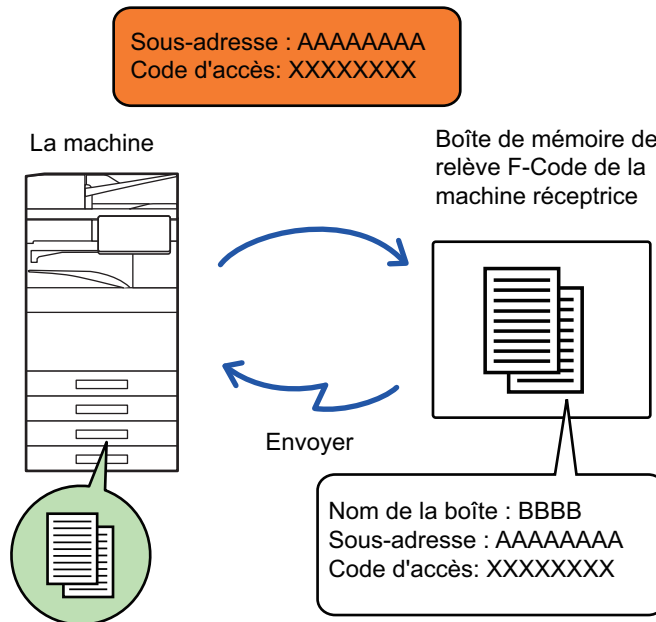 Sous-adresse : AAAAAAAA
Code d'accès: XXXXXXXX
La machine
Boîte de mémoire de
relève F-Code de la
machine réceptrice
Envoyer
Nom de la boîte : BBBB
Sous-adresse : AAAAAAAA
Code d'accès: XXXXXXXX